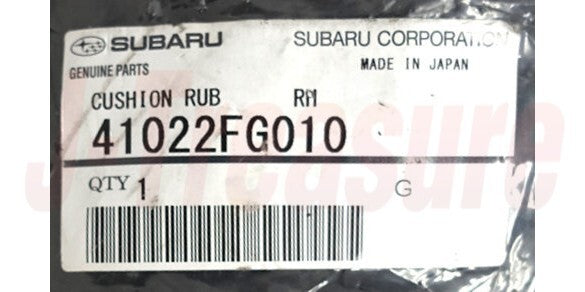 SUBARU SUBARU CORPORATION
GENUINE PARTS MADE IN JAPAN
CUSHION RUB RM
41022FG010
QTY 1 G